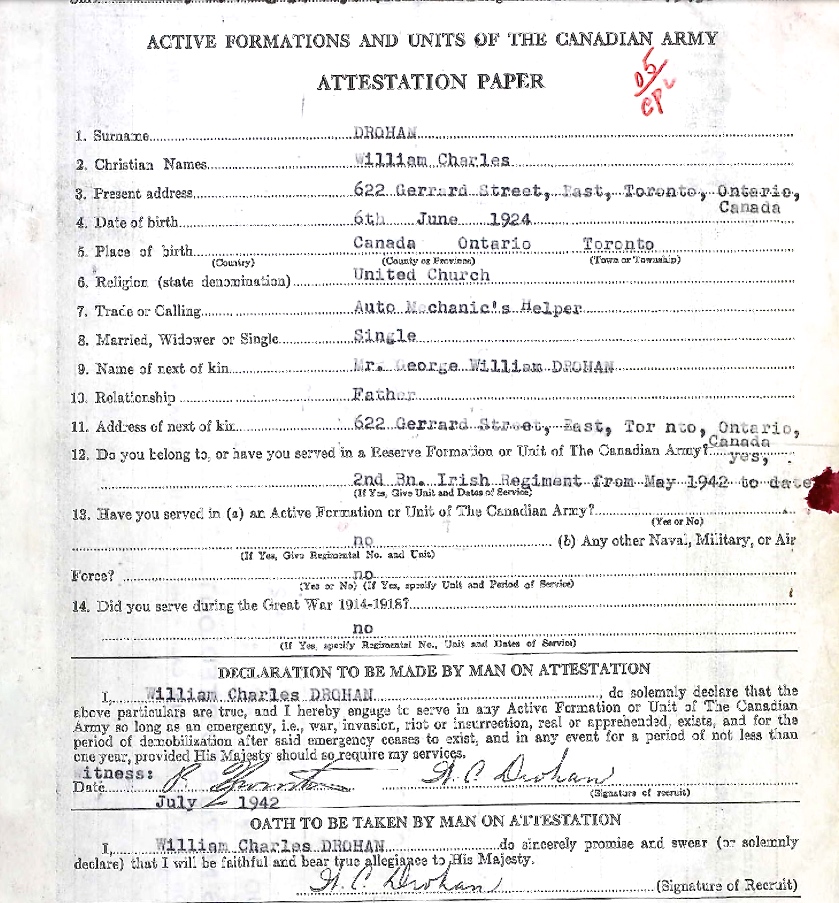 ACTIVE FORMATIONS AND UNITS OF THE CANADIAN ARMY
ATTESTATION PAPER
05/
CPL
1. Surname DROHAN
2. Christian Names William Charles
3. Present address 622 Gerrard Street, East, Toronto, Ontario,
Canada
4. Date of birth 6th June 1924
5. Place of birth Canada Ontario Toronto
(Country) (County or Province) (Town or Township)
6. Religion (state denomination) United Church
7. Trade or Calling Auto Mechanic's Helper
8. Married, Widower or Single Single
9. Name of next of kin Mr. George William DROHAN
10. Relationship Father
11. Address of next of kin 622 Gerrard Street, East, Tor nto, Ontario,
Canada
12. Do you belong to, or have you served in a Reserve Formation or Unit of The Canadian Army? yes,
2nd Bn. Irish Regiment from May 1942 to date
(If Yes, Give Unit and Dates of Service)
13. Have you served in (a) an Active Formation or Unit of The Canadian Army?
(Yes or No)
no (b) Any other Naval, Military, or Air
(If Yes, Give Regimental No. and Unit)
Force? no
(Yes or No) (If Yes, specify Unit and Period of Service)
14. Did you serve during the Great War 1914-1918?
no
(If Yes, specify Regimental No., Unit and Dates of Service)
DECLARATION TO BE MADE BY MAN ON ATTESTATION
I, William Charles DROHAN, do solemnly declare that the
above particulars are true, and I hereby engage to serve in any Active Formation or Unit of The Canadian
Army so long as an emergency, i.e., war, invasion, riot or insurrection, real or apprehended, exists, and for the
period of demobilization after said emergency ceases to exist, and in any event for a period of not less than
one year, provided His Majesty should so require my services.
Witness: W. C. Drohan
Date (Signature of recruit)
July 2 1942
OATH TO BE TAKEN BY MAN ON ATTESTATION
I, William Charles DROHAN do sincerely promise and swear (or solemnly
declare) that I will be faithful and bear true allegiance to His Majesty.
W. C. Drohan (Signature of Recruit)